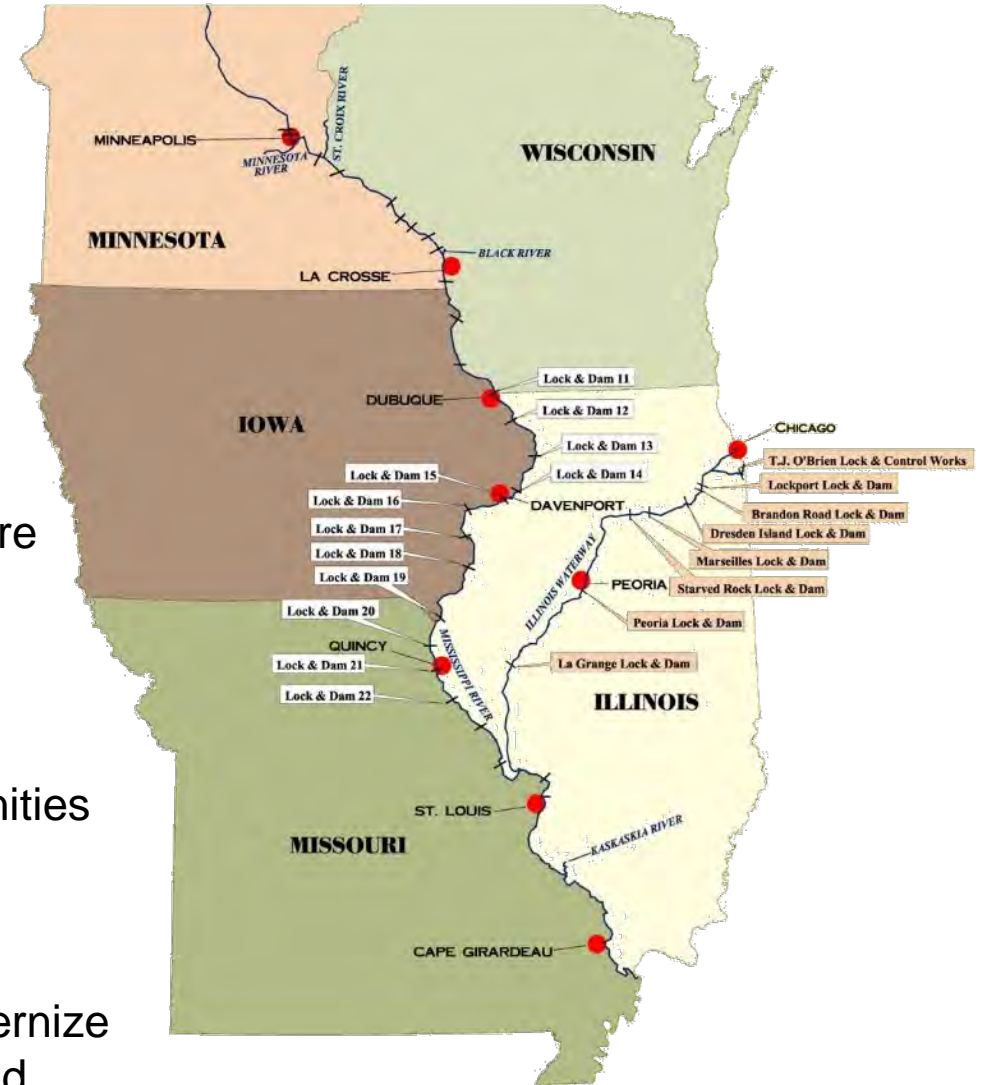 MINNEAPOLIS
MINNESOTA
RIVER
ST. CROIX RIVER
WISCONSIN
MINNESOTA
BLACK RIVER
LA CROSSE
Lock & Dam 11
DUBUQUE
Lock & Dam 12
IOWA
CHICAGO
Lock & Dam 13
T.J. O'Brien Lock & Control Works
Lock & Dam 15
Lock & Dam 14
Lockport Lock & Dam
Lock & Dam 16
DAVENPORT
Brandon Road Lock & Dam
re
Lock & Dam 17
Dresden Island Lock & Dam
Lock & Dam 18
Marseilles Lock & Dam
Lock & Dam 19
ILLINOIS WATERWAY
PEORIA
Starved Rock Lock & Dam
Lock & Dam 20
Peoria Lock & Dam
QUINCY
MISSISSIPPI RIVER
Lock & Dam 21
La Grange Lock & Dam
Lock & Dam 22
ILLINOIS
nities
ST. LOUIS
MISSOURI
KASKASKIA RIVER
CAPE GIRARDEAU
ernize
d